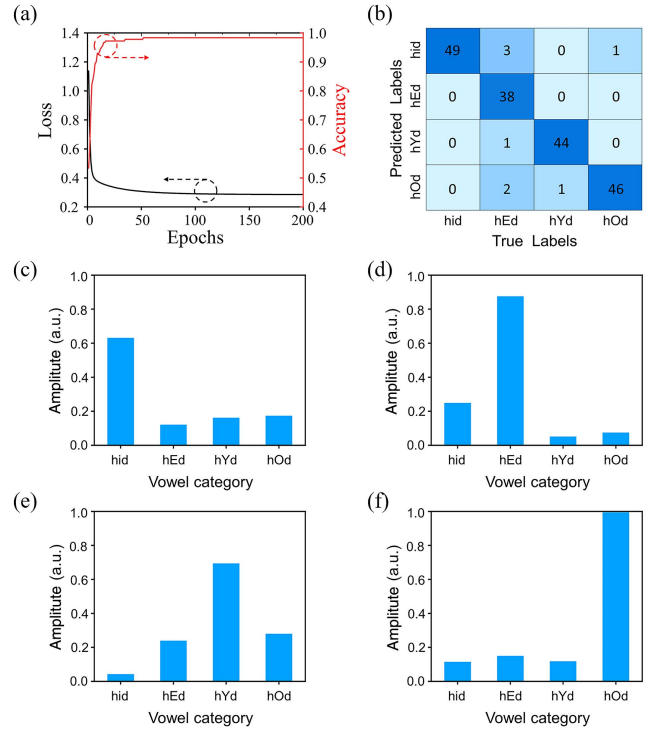 (a)
1.4
1.2
1.0
0.8
0.6
0.4
0.2
Loss
1.0
0.9
0.8
0.7
0.6
0.5
0.4
Accuracy
0 50 100 150 200
Epochs
(b)
Predicted Labels
hid 49 3 0 1
hEd 0 38 0 0
hYd 0 1 44 0
hOd 0 2 1 46
hid hEd hYd hOd
True Labels
(c)
Amplitute (a.u.)
1.0
0.8
0.6
0.4
0.2
0.0
hid hEd hYd hOd
Vowel category
(d)
Amplitute (a.u.)
1.0
0.8
0.6
0.4
0.2
0.0
hid hEd hYd hOd
Vowel category
(e)
Amplitute (a.u.)
1.0
0.8
0.6
0.4
0.2
0.0
hid hEd hYd hOd
Vowel category
(f)
Amplitute (a.u.)
1.0
0.8
0.6
0.4
0.2
0.0
hid hEd hYd hOd
Vowel category